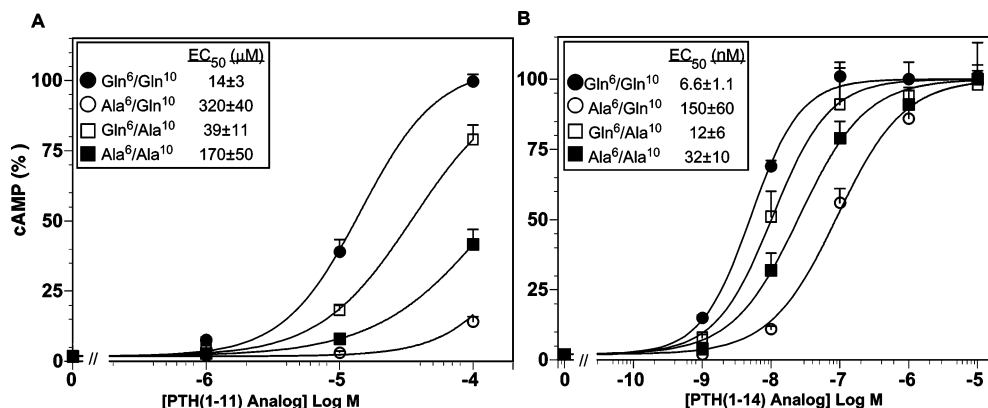 A
EC50 (μM)
Gln6/Gln10 14±3
Ala6/Gln10 320±40
Gln6/Ala10 39±11
Ala6/Ala10 170±50
cAMP (%)
100
75
50
25
0
0 // -6 -5 -4
[PTH(1-11) Analog] Log M
B
EC50 (nM)
Gln6/Gln10 6.6±1.1
Ala6/Gln10 150±60
Gln6/Ala10 12±6
Ala6/Ala10 32±10
100
75
50
25
0
0 // -10 -9 -8 -7 -6 -5
[PTH(1-14) Analog] Log M